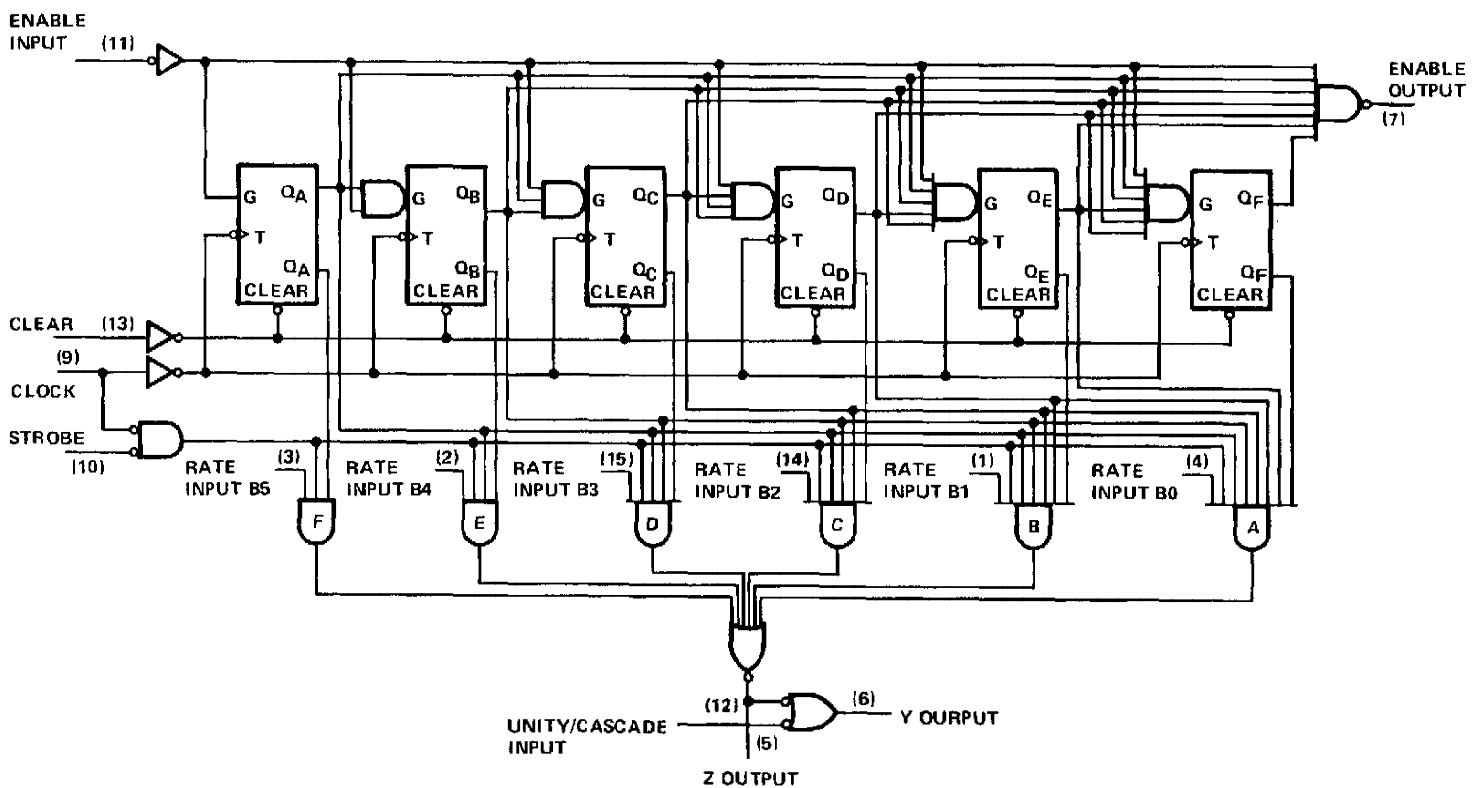 ENABLE
INPUT
(11)
ENABLE
OUTPUT
(7)
G
QA
T
QA
CLEAR
G
QB
T
QB
CLEAR
G
QC
T
QC
CLEAR
G
QD
T
QD
CLEAR
G
QE
T
QE
CLEAR
G
QF
T
QF
CLEAR
CLEAR
(13)
(9)
CLOCK
STROBE
(10)
RATE
INPUT B5
(3)
RATE
INPUT B4
(2)
RATE
INPUT B3
(15)
RATE
INPUT B2
(14)
RATE
INPUT B1
(1)
RATE
INPUT B0
(4)
F
E
D
C
B
A
(12)
(6)
Y OURPUT
UNITY/CASCADE
INPUT
(5)
Z OUTPUT